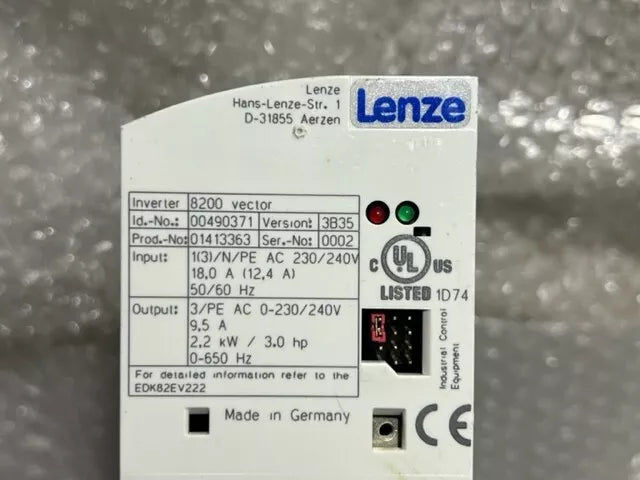 Lenze
Hans-Lenze-Str. 1
D-31855 Aerzen
Lenze
Inverter 8200 vector
Id.-No.: 00490371 Version: 3B35
Prod.-No: 01413363 Ser.-No: 0002
Input: 1(3)/N/PE AC 230/240V
18,0 A (12,4 A)
50/60 Hz
Output: 3/PE AC 0-230/240V
9,5 A
2,2 kW / 3.0 hp
0-650 Hz
For detailed information refer to the
EDK82EV222
C UL US
LISTED 1D74
Industrial Control
Equipment
Made in Germany
CE